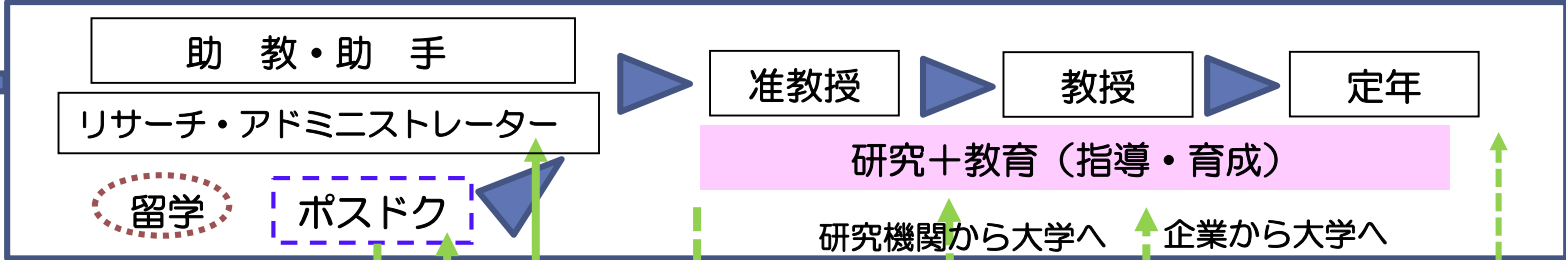 助　教・助　手
リサーチ・アドミニストレーター
准教授
教授
定年
研究＋教育（指導・育成）
留学
ポスドク
研究機関から大学へ
企業から大学へ